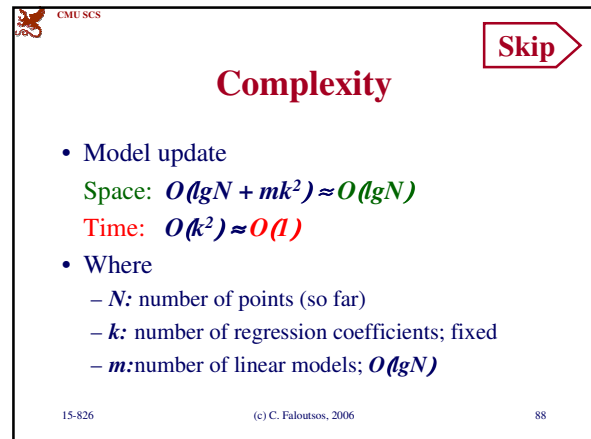 CMU SCS
Skip
Complexity
• Model update
Space: O(lgN + mk²) ≈ O(lgN)
Time: O(k²) ≈ O(1)
• Where
– N: number of points (so far)
– k: number of regression coefficients; fixed
– m:number of linear models; O(lgN)
15-826 (c) C. Faloutsos, 2006 88